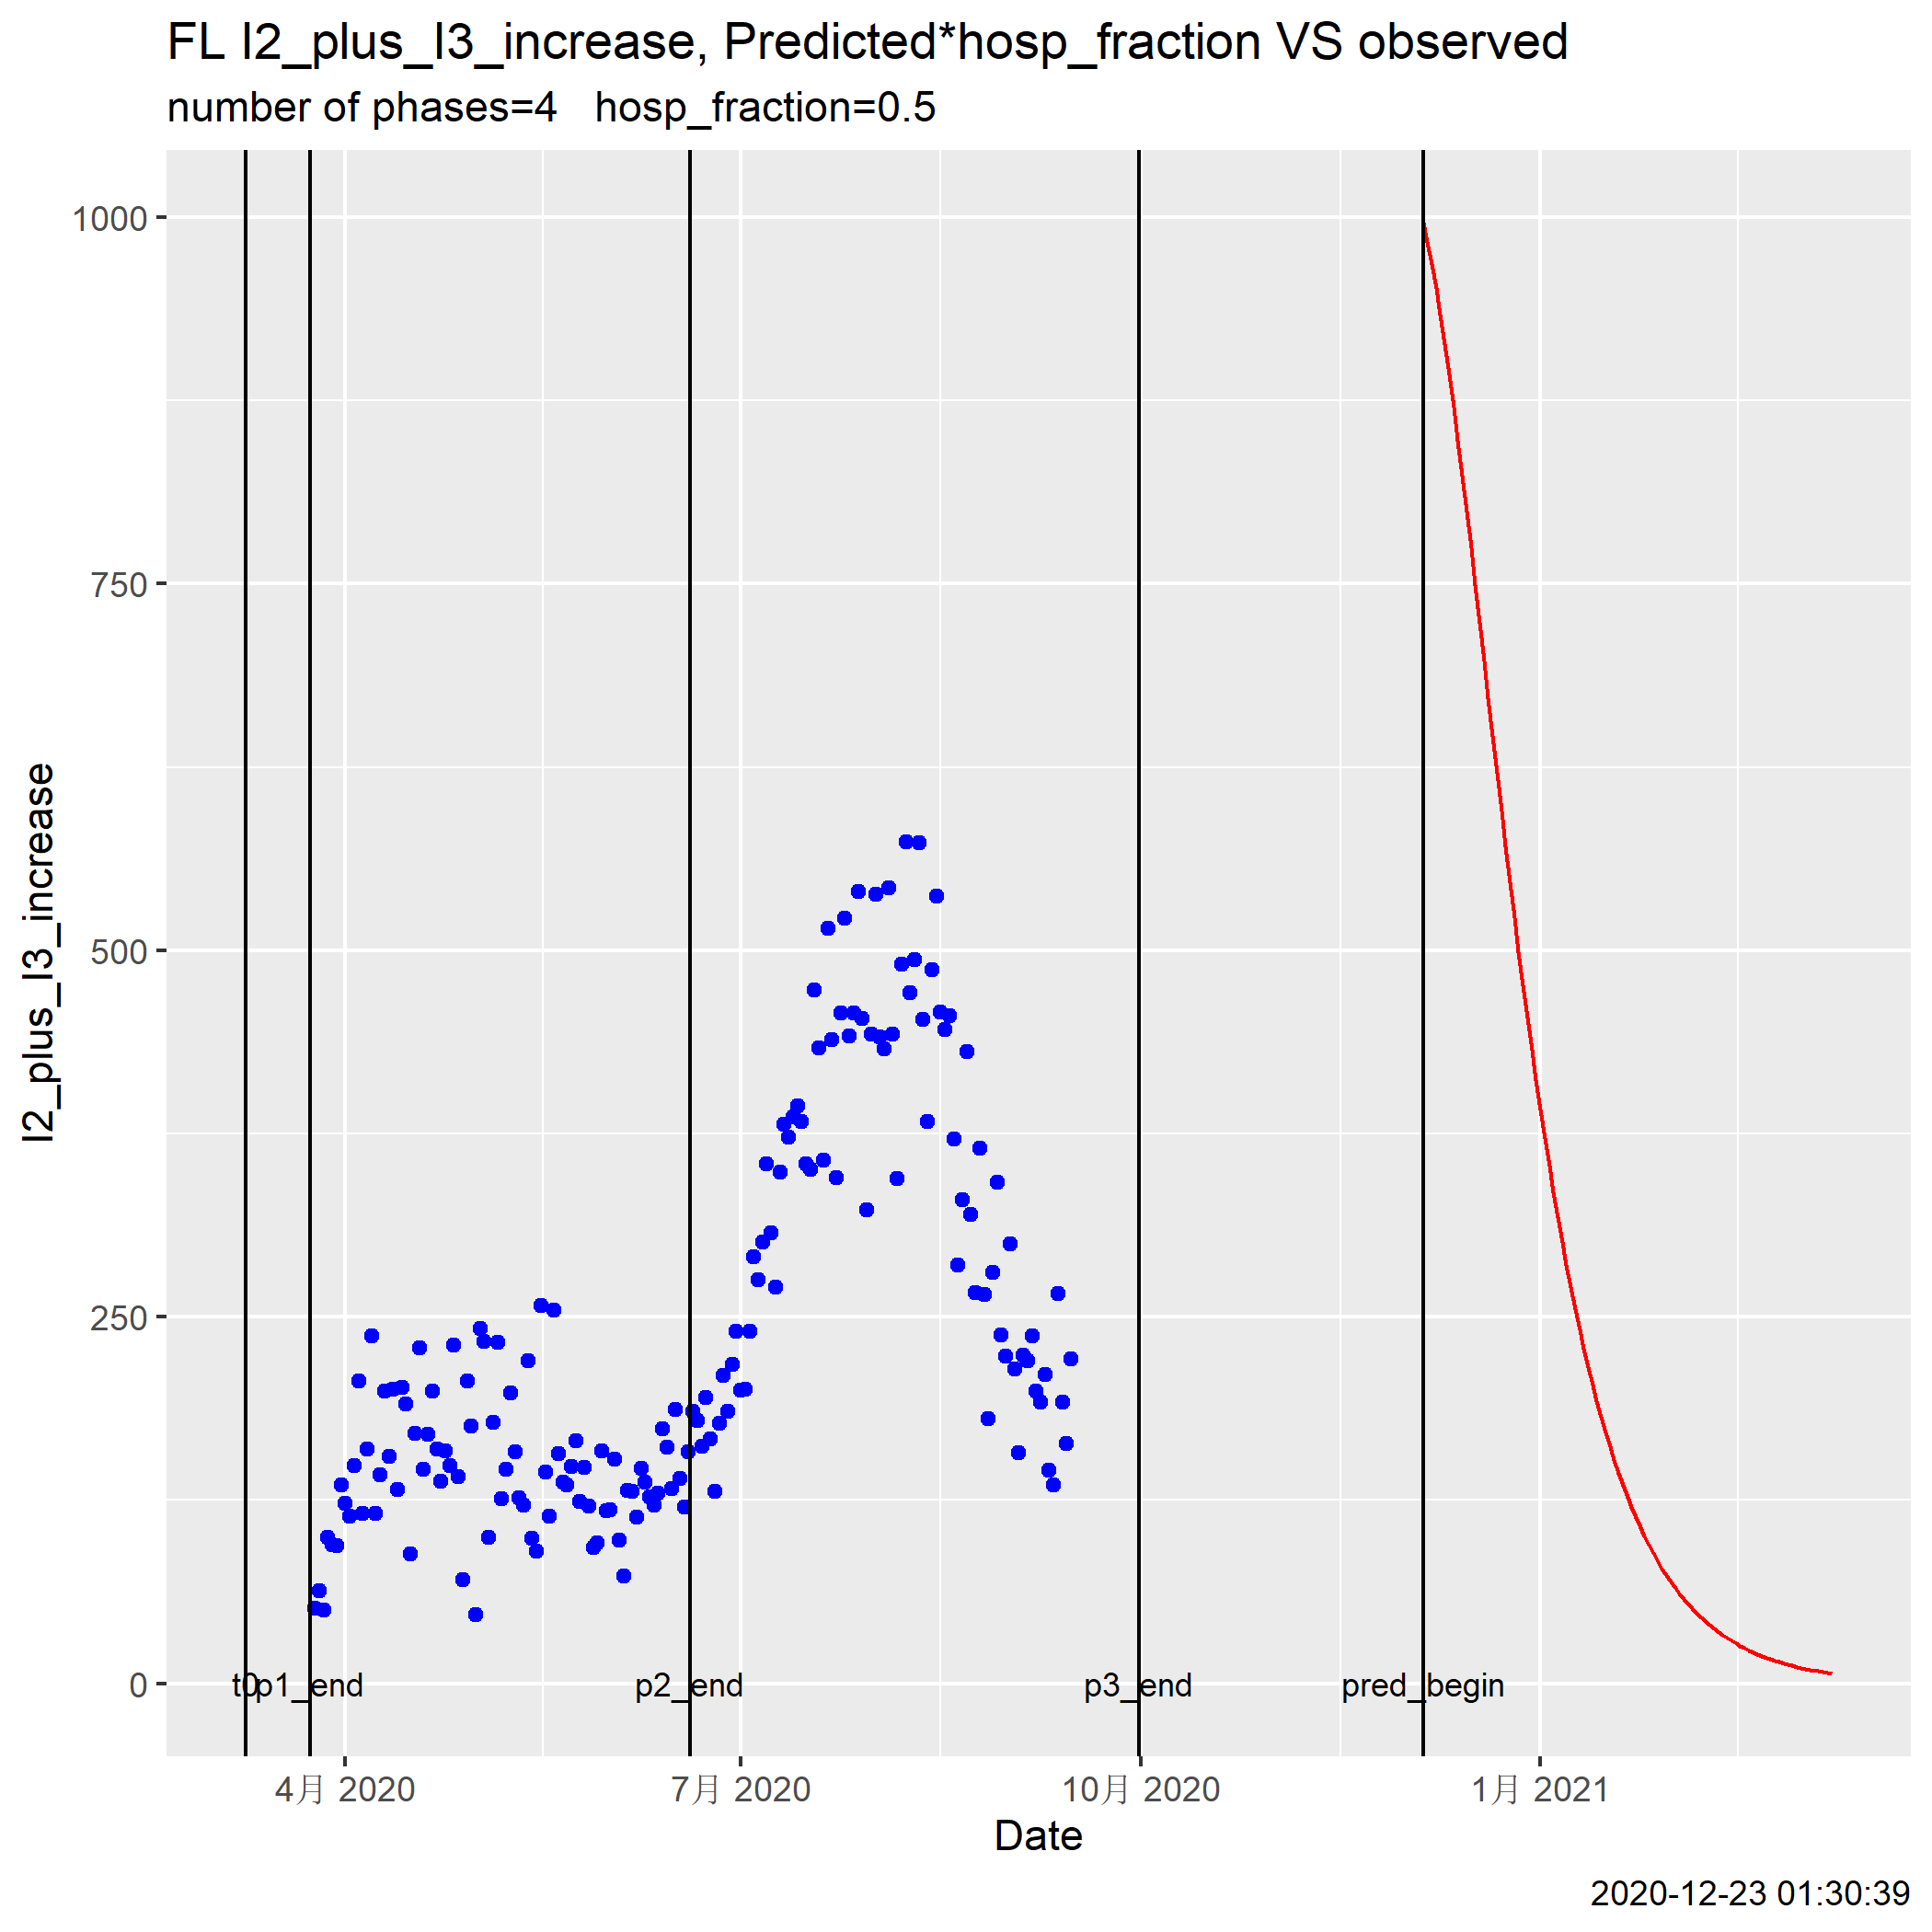 FL I2_plus_I3_increase, Predicted*hosp_fraction VS observed
number of phases=4   hosp_fraction=0.5
I2_plus_I3_increase
1000
750
500
250
0
t0
p1_end
p2_end
p3_end
pred_begin
4月 2020
7月 2020
10月 2020
1月 2021
Date
2020-12-23 01:30:39